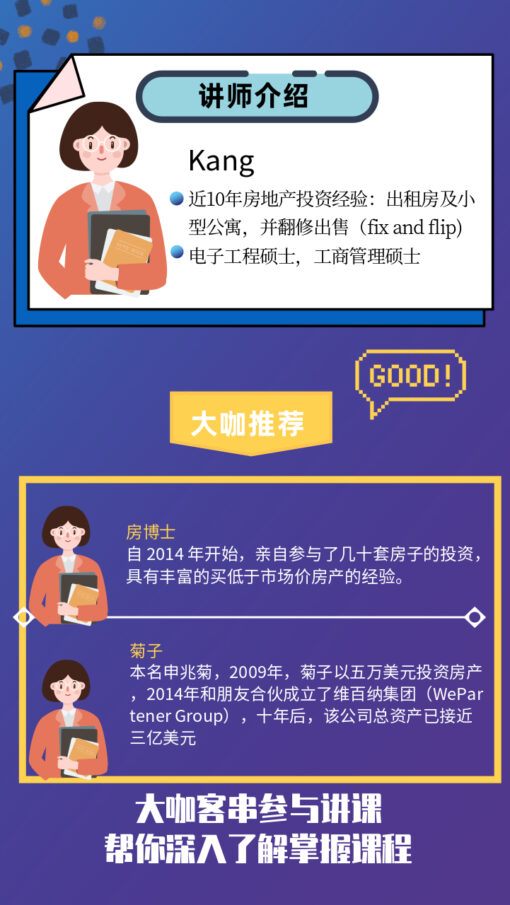 讲师介绍
Kang
近10年房地产投资经验：出租房及小
型公寓，并翻修出售（fix and flip)
电子工程硕士，工商管理硕士
GOOD!
大咖推荐
房博士
自 2014 年开始，亲自参与了几十套房子的投资，
具有丰富的买低于市场价房产的经验。
菊子
本名申兆菊，2009年，菊子以五万美元投资房产
，2014年和朋友合伙成立了维百纳集团（WePar
tener Group），十年后，该公司总资产已接近
三亿美元
大咖客串参与讲课
帮你深入了解掌握课程